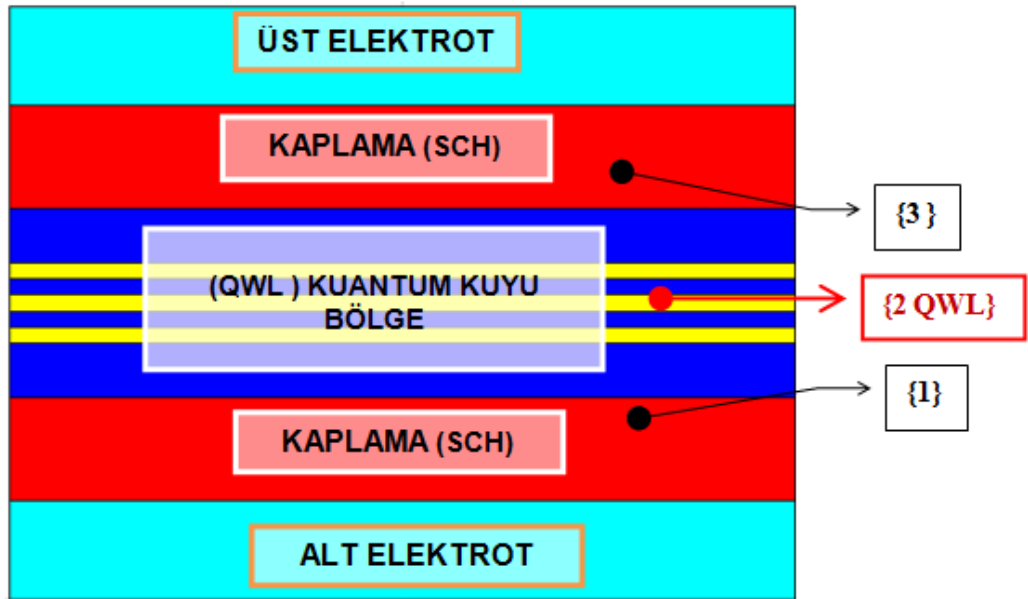 ÜST ELEKTROT
KAPLAMA (SCH)
{3 }
(QWL ) KUANTUM KUYU
BÖLGE
{2 QWL}
{1}
KAPLAMA (SCH)
ALT ELEKTROT